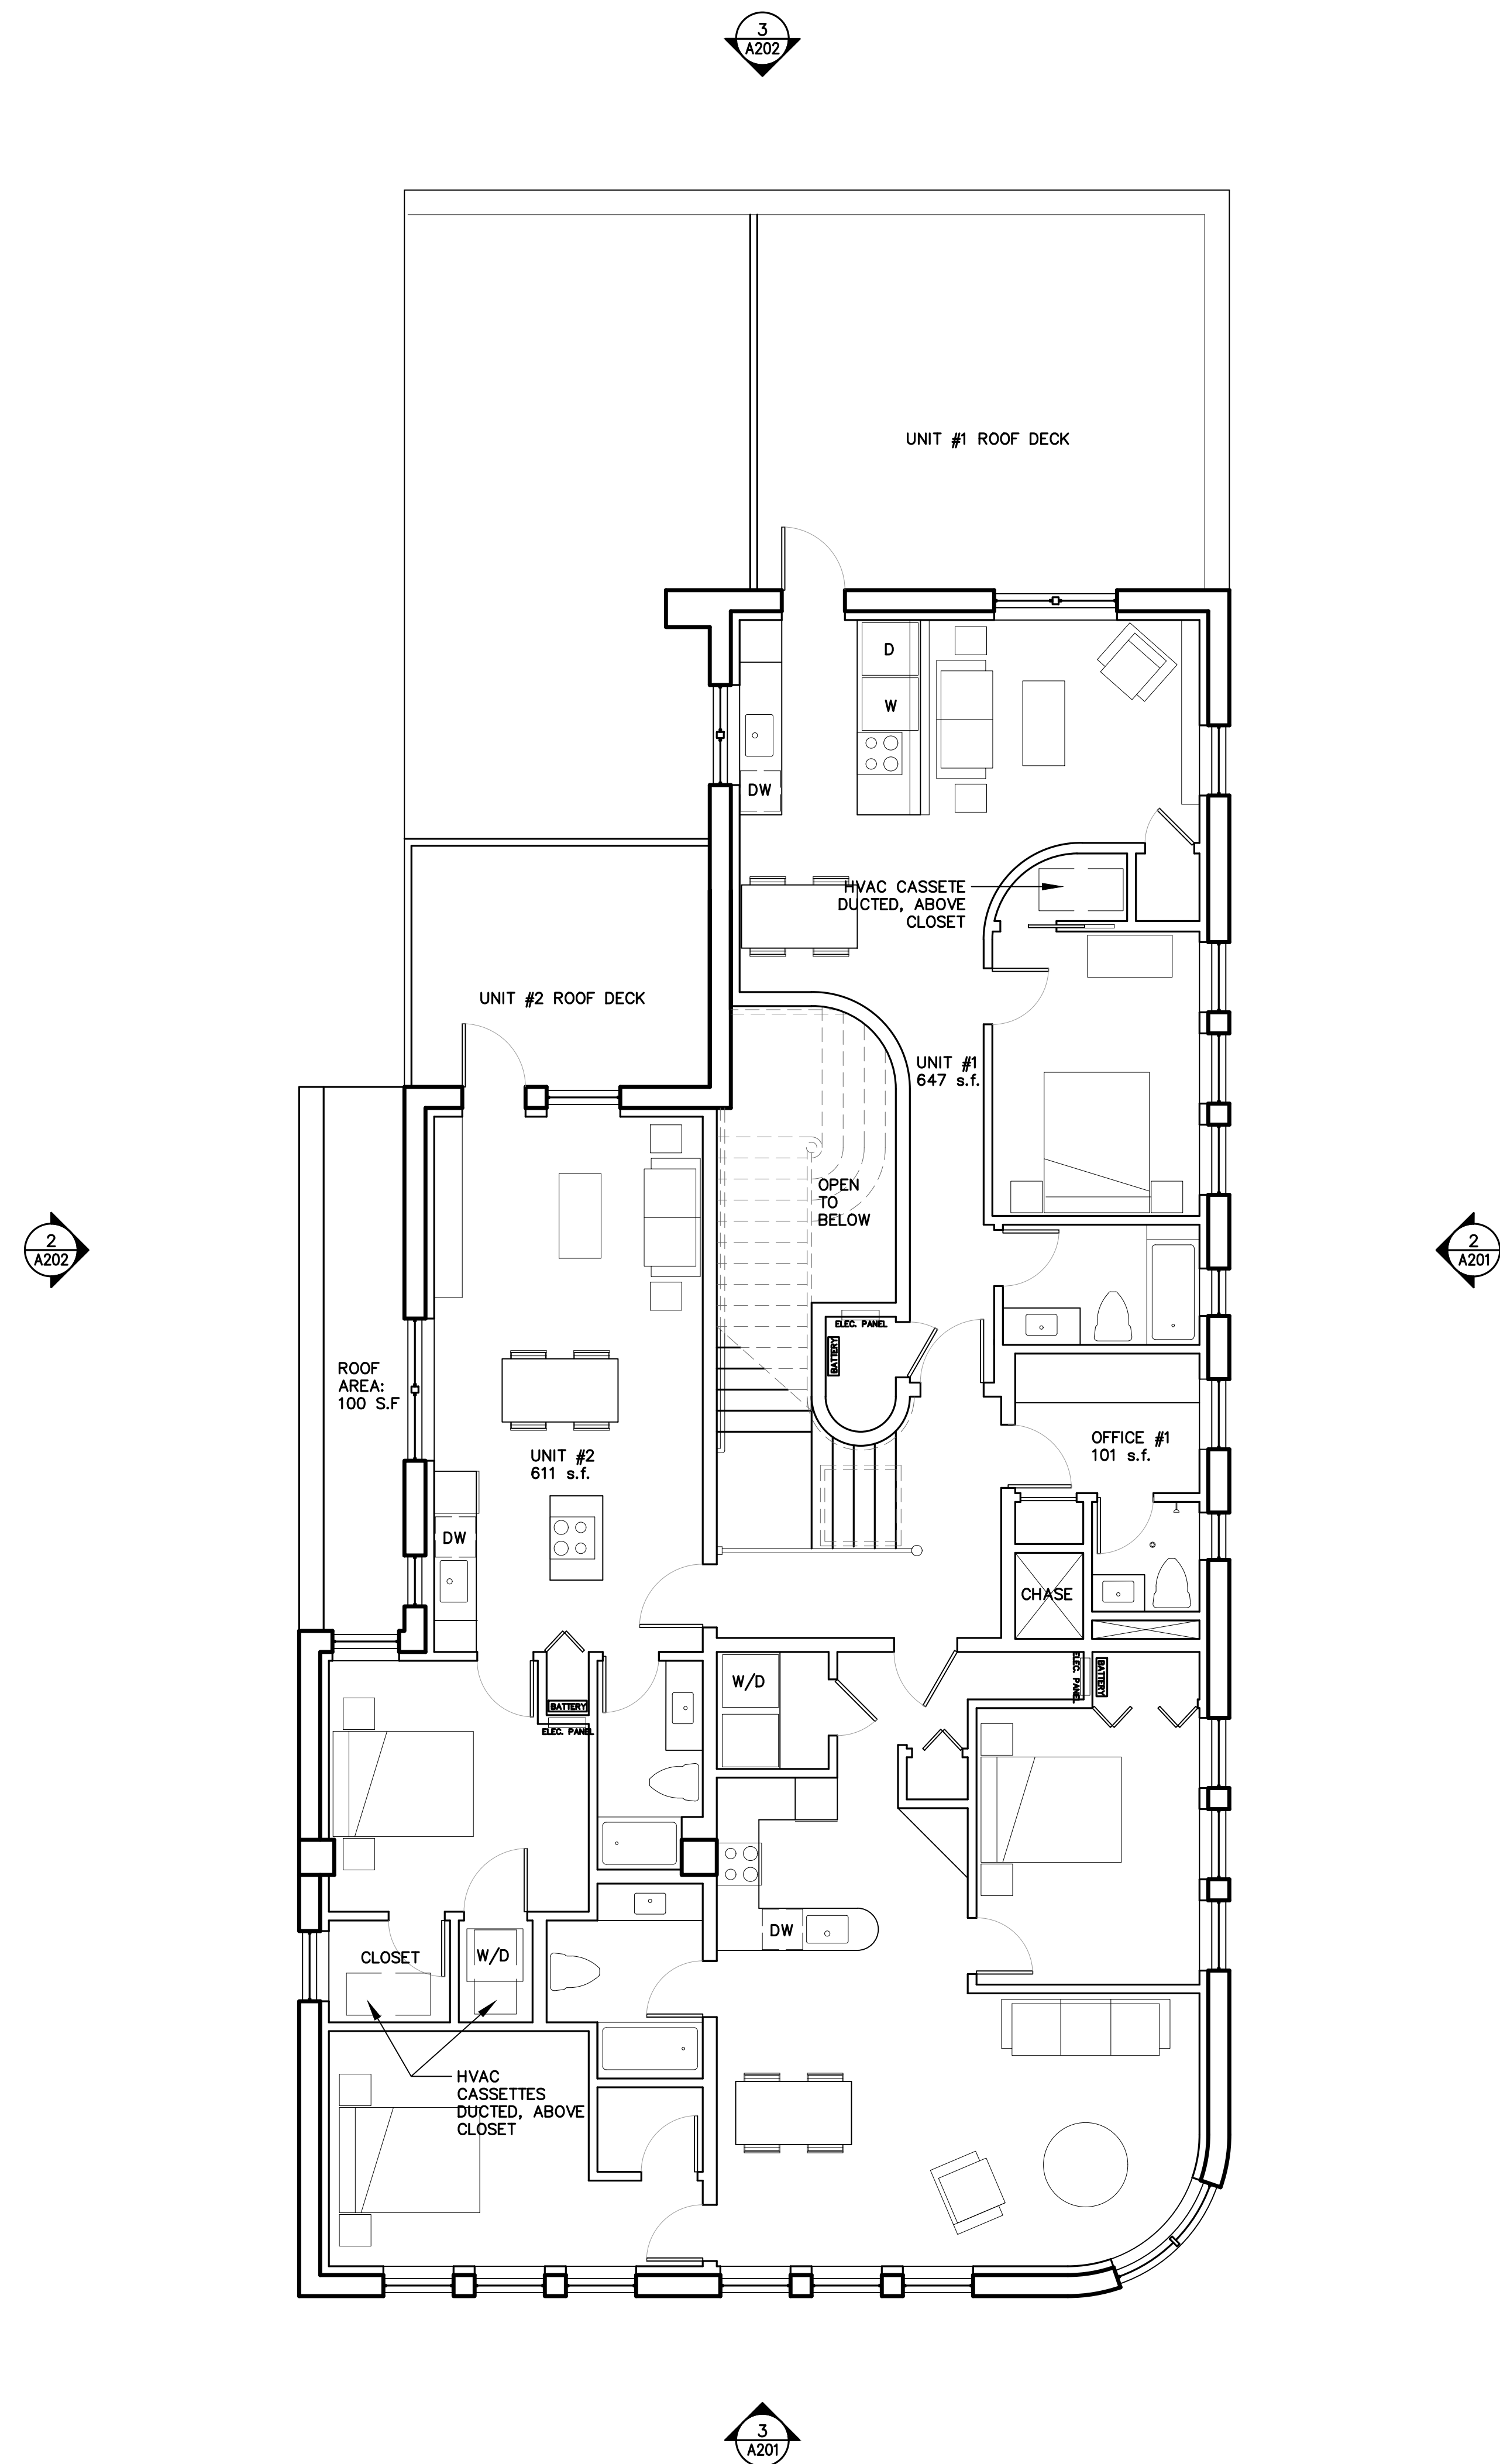 3
A202
UNIT #1 ROOF DECK
D
W
DW
HVAC CASSETE
DUCTED, ABOVE
CLOSET
UNIT #2 ROOF DECK
UNIT #1
647 s.f.
OPEN
TO
BELOW
2
A202
2
A201
ELEC. PANEL
BATTERY
ROOF
AREA:
100 S.F
UNIT #2
611 s.f.
OFFICE #1
101 s.f.
DW
CHASE
W/D
ELEC. PANEL
BATTERY
BATTERY
ELEC. PANEL
DW
CLOSET
W/D
HVAC
CASSETTES
DUCTED, ABOVE
CLOSET
3
A201